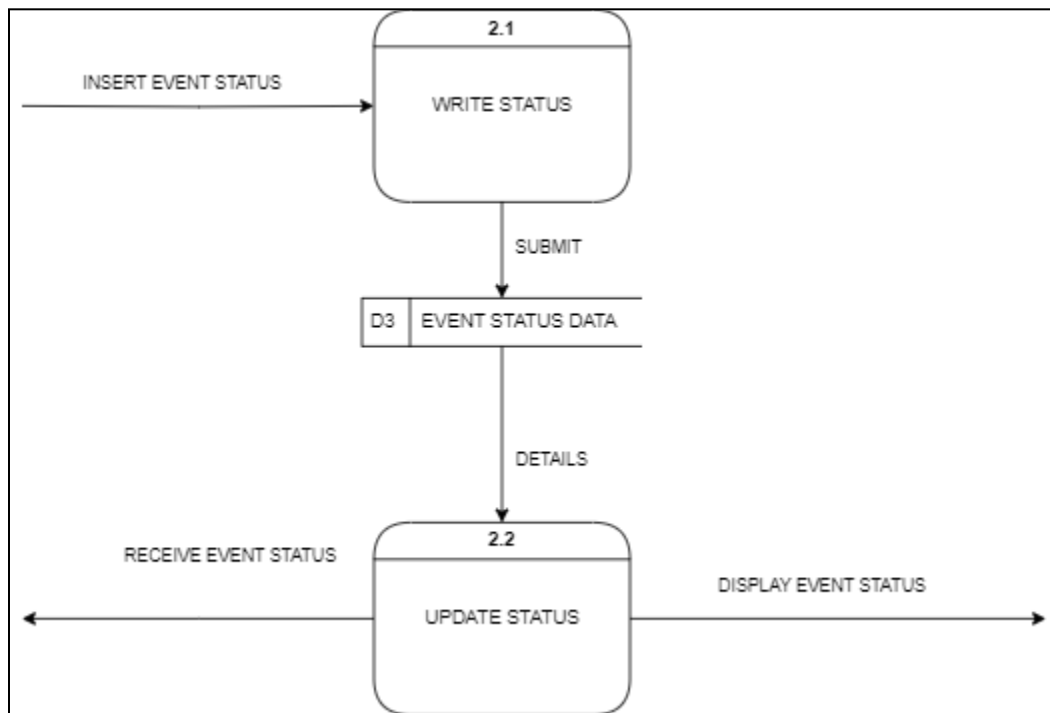 2.1
INSERT EVENT STATUS
WRITE STATUS
SUBMIT
D3 EVENT STATUS DATA
DETAILS
2.2
RECEIVE EVENT STATUS
DISPLAY EVENT STATUS
UPDATE STATUS